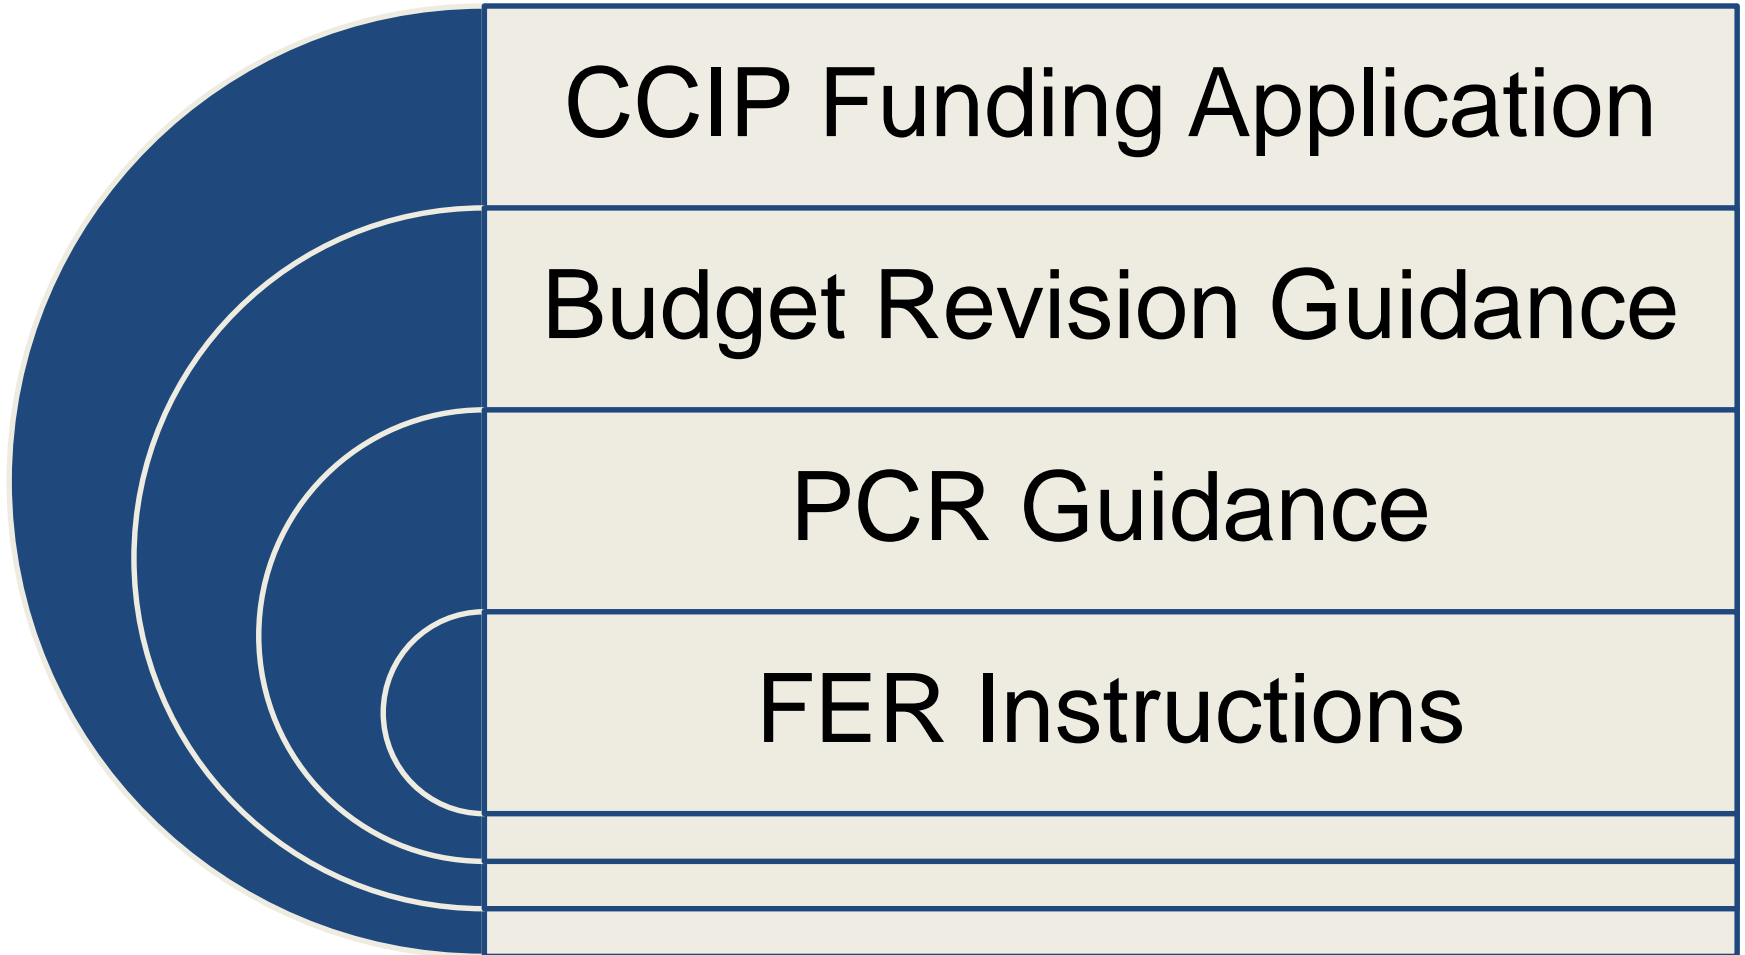 CCIP Funding Application
Budget Revision Guidance
PCR Guidance
FER Instructions